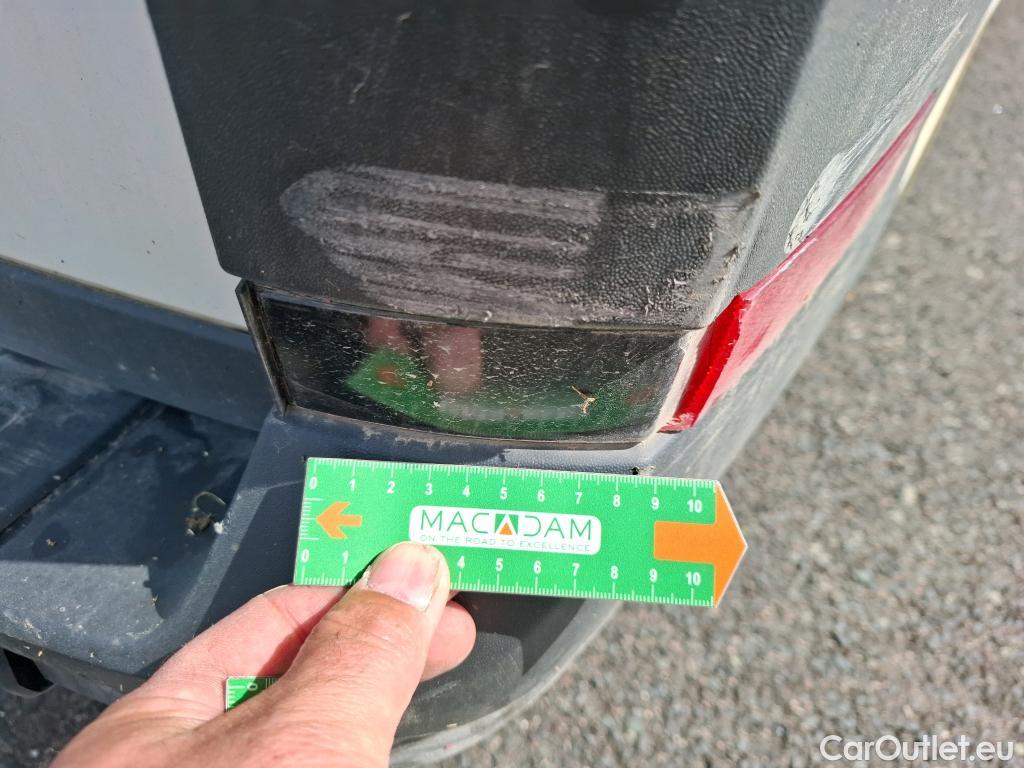 0 1 2 3 4 5 6 7 8 9 10
MACADAM
ON THE ROAD TO EXCELLENCE
0 1 4 5 6 7 8 9 10
0
CarOutlet.eu